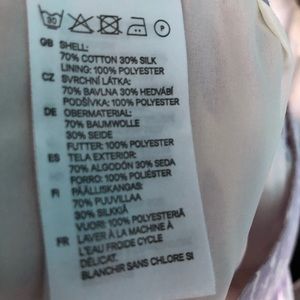 GB SHELL:
70% COTTON 30% SILK
LINING: 100% POLYESTER
CZ SVRCHNÍ LÁTKA:
70% BAVLNA 30% HEDVÁBÍ
PODŠÍVKA: 100% POLYESTER
DE OBERMATERIAL:
70% BAUMWOLLE
30% SEIDE
FUTTER: 100% POLYESTER
ES TELA EXTERIOR:
70% ALGODÓN 30% SEDA
FORRO: 100% POLIÉSTER
FI PÄÄLLISKANGAS:
70% PUUVILLAA
30% SILKKIÄ
VUORI: 100% POLYESTERIÄ
FR LAVER À LA MACHINE À
L'EAU FROIDE CYCLE
DÉLICAT.
BLANCHIR SANS CHLORE SI